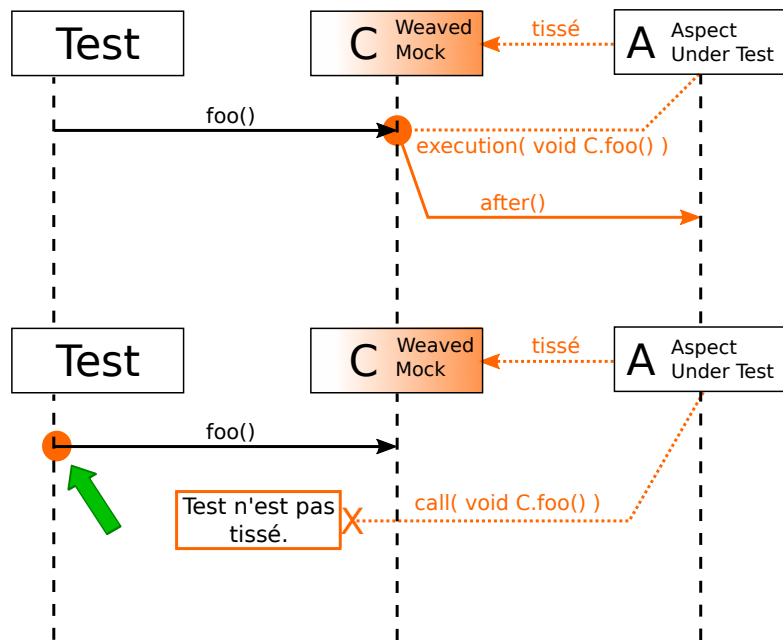 Test
C Weaved
Mock
tissé
A Aspect
Under Test
foo()
execution( void C.foo() )
after()
Test
C Weaved
Mock
tissé
A Aspect
Under Test
foo()
Test n'est pas
tissé.
X
call( void C.foo() )